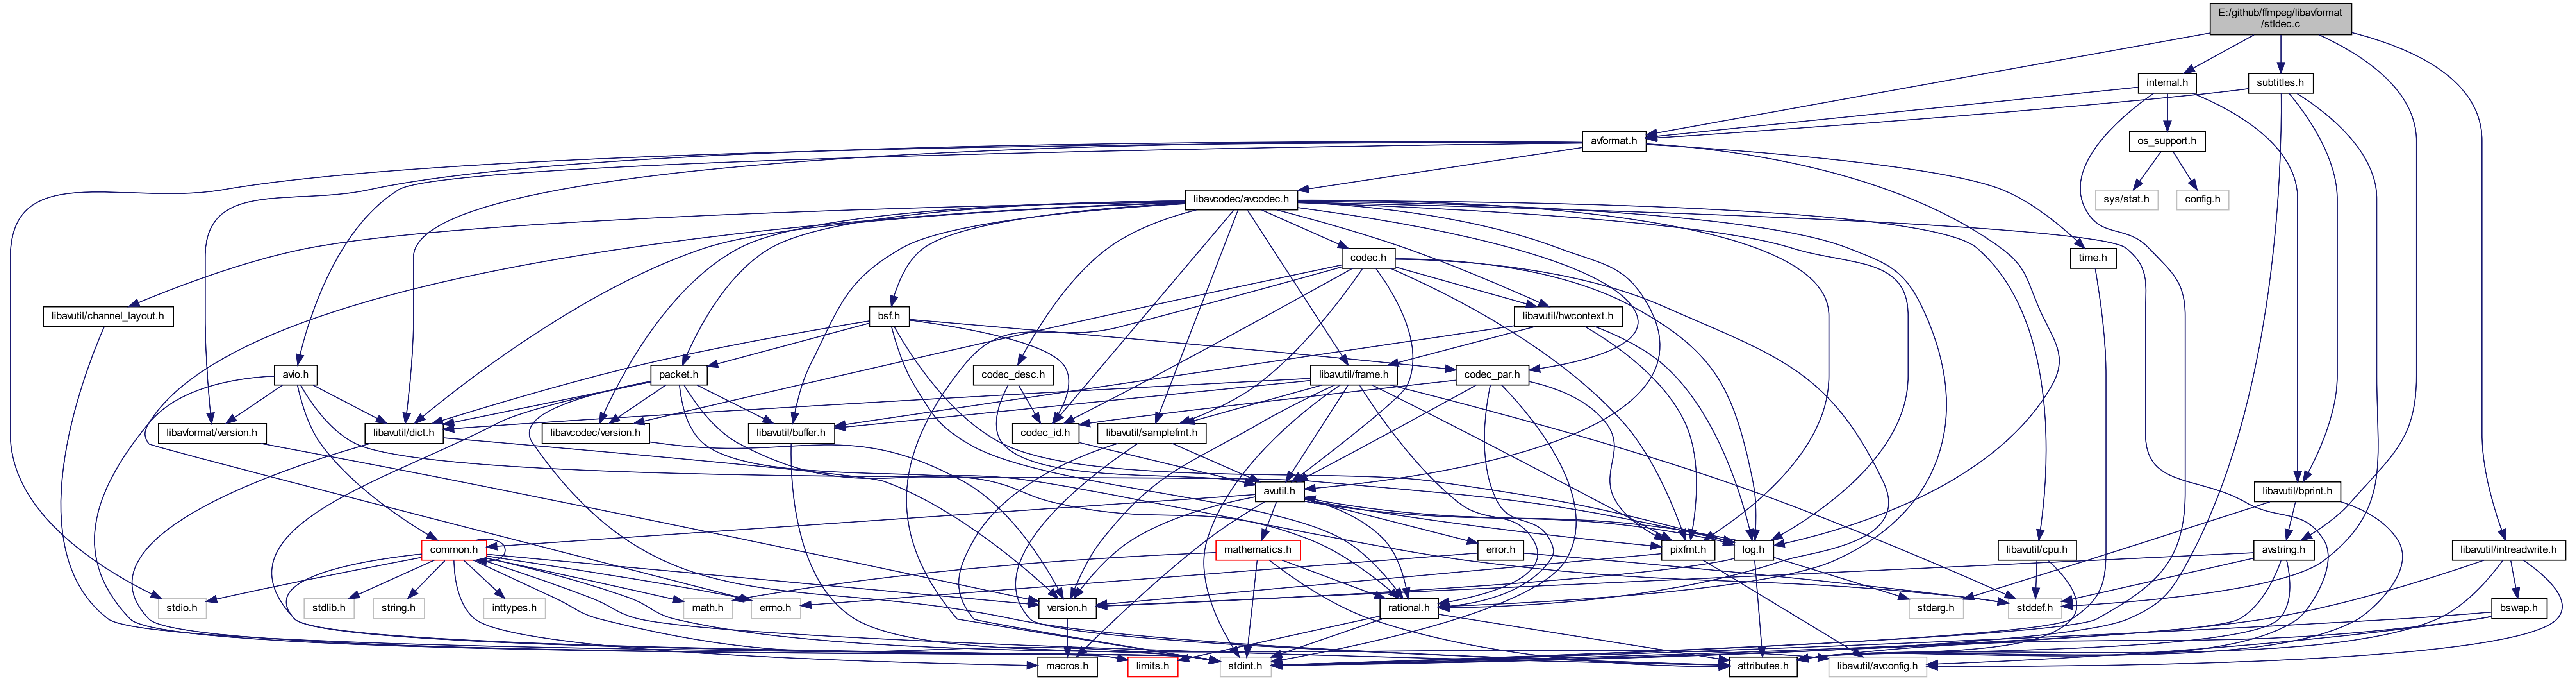 E:/github/ffmpeg/libavformat
/stldec.c
internal.h
subtitles.h
avformat.h
os_support.h
libavcodec/avcodec.h
sys/stat.h
config.h
codec.h
time.h
libavutil/channel_layout.h
bsf.h
libavutil/hwcontext.h
avio.h
packet.h
codec_desc.h
libavutil/frame.h
codec_par.h
libavformat/version.h
libavutil/dict.h
libavcodec/version.h
libavutil/buffer.h
codec_id.h
libavutil/samplefmt.h
avutil.h
libavutil/bprint.h
common.h
mathematics.h
error.h
pixfmt.h
log.h
libavutil/cpu.h
avstring.h
libavutil/intreadwrite.h
stdio.h
stdlib.h
string.h
inttypes.h
math.h
errno.h
version.h
rational.h
stdarg.h
stddef.h
bswap.h
macros.h
limits.h
stdint.h
attributes.h
libavutil/avconfig.h